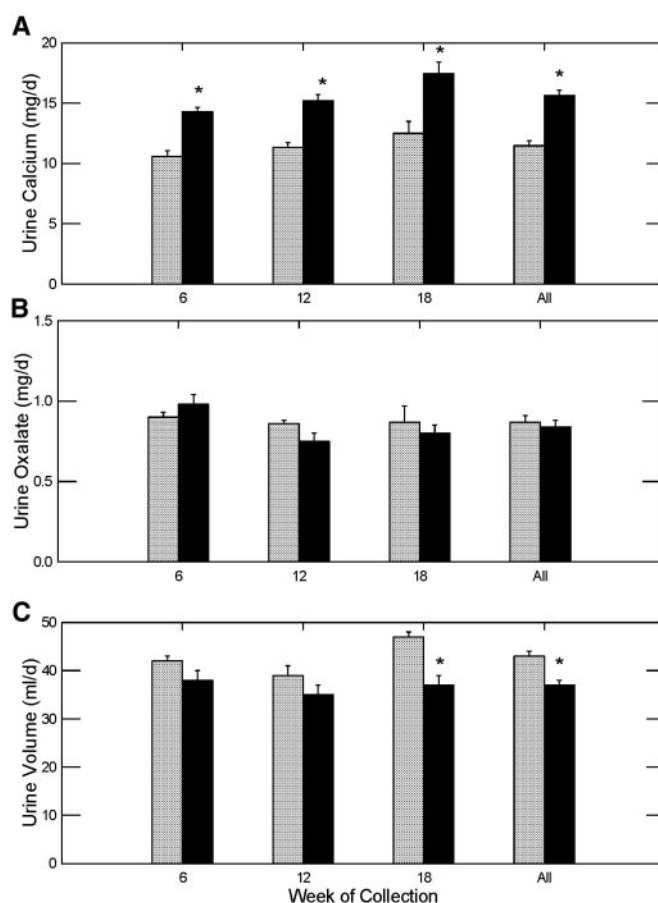 A
Urine Calcium (mg/d)
20
15
10
5
0
* * * *
6 12 18 All
B
Urine Oxalate (mg/d)
1.5
1.0
0.5
0.0
6 12 18 All
C
Urine Volume (ml/d)
50
40
30
20
10
0
* *
6 12 18 All
Week of Collection